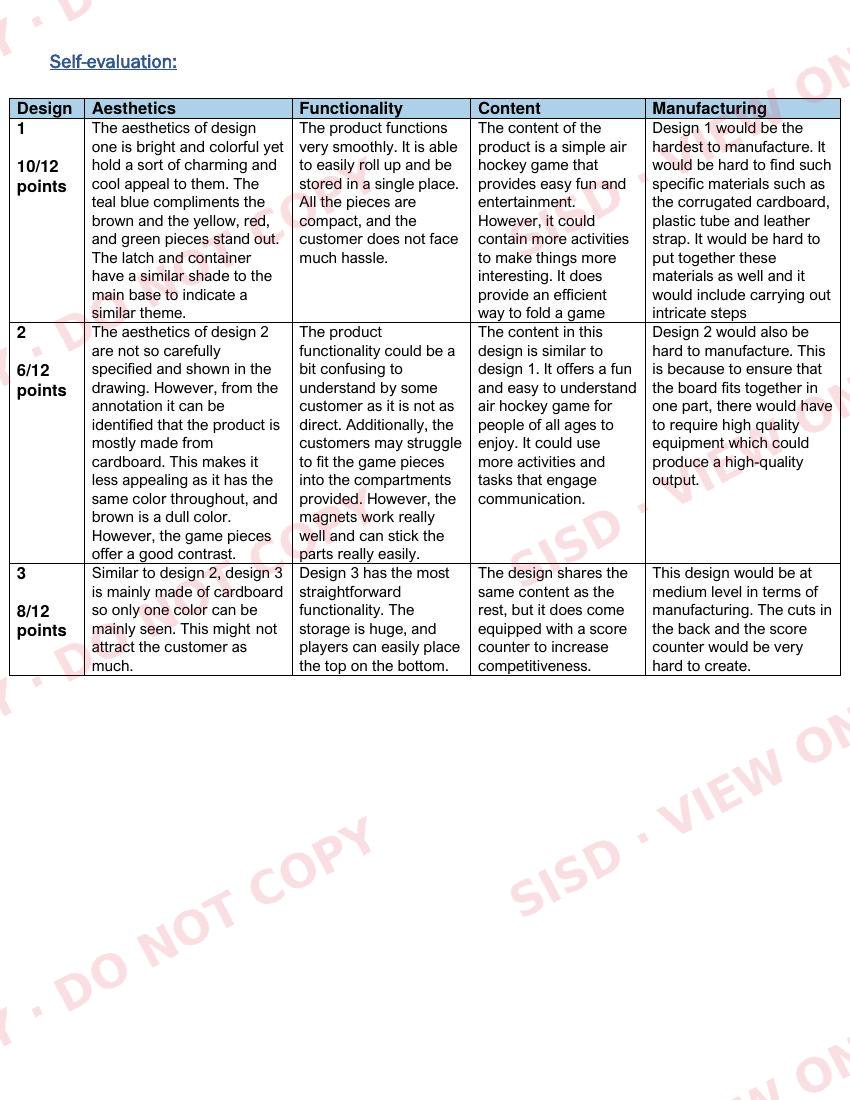 Self-evaluation:
Design Aesthetics Functionality Content Manufacturing
1
10/12
points
The aesthetics of design
one is bright and colorful yet
hold a sort of charming and
cool appeal to them. The
teal blue compliments the
brown and the yellow, red,
and green pieces stand out.
The latch and container
have a similar shade to the
main base to indicate a
similar theme.
The product functions
very smoothly. It is able
to easily roll up and be
stored in a single place.
All the pieces are
compact, and the
customer does not face
much hassle.
The content of the
product is a simple air
hockey game that
provides easy fun and
entertainment.
However, it could
contain more activities
to make things more
interesting. It does
provide an efficient
way to fold a game
Design 1 would be the
hardest to manufacture. It
would be hard to find such
specific materials such as
the corrugated cardboard,
plastic tube and leather
strap. It would be hard to
put together these
materials as well and it
would include carrying out
intricate steps
2
6/12
points
The aesthetics of design 2
are not so carefully
specified and shown in the
drawing. However, from the
annotation it can be
identified that the product is
mostly made from
cardboard. This makes it
less appealing as it has the
same color throughout, and
brown is a dull color.
However, the game pieces
offer a good contrast.
The product
functionality could be a
bit confusing to
understand by some
customer as it is not as
direct. Additionally, the
customers may struggle
to fit the game pieces
into the compartments
provided. However, the
magnets work really
well and can stick the
parts really easily.
The content in this
design is similar to
design 1. It offers a fun
and easy to understand
air hockey game for
people of all ages to
enjoy. It could use
more activities and
tasks that engage
communication.
Design 2 would also be
hard to manufacture. This
is because to ensure that
the board fits together in
one part, there would have
to require high quality
equipment which could
produce a high-quality
output.
3
8/12
points
Similar to design 2, design 3
is mainly made of cardboard
so only one color can be
mainly seen. This might not
attract the customer as
much.
Design 3 has the most
straightforward
functionality. The
storage is huge, and
players can easily place
the top on the bottom.
The design shares the
same content as the
rest, but it does come
equipped with a score
counter to increase
competitiveness.
This design would be at
medium level in terms of
manufacturing. The cuts in
the back and the score
counter would be very
hard to create.
Y · DO NOT COPY
SISD · VIEW ON
Y · DO NOT COPY
SISD · VIEW ON
Y · DO NOT COPY
SISD · VIEW ON
Y · DO NOT COPY
SISD · VIEW ON
VIEW ON